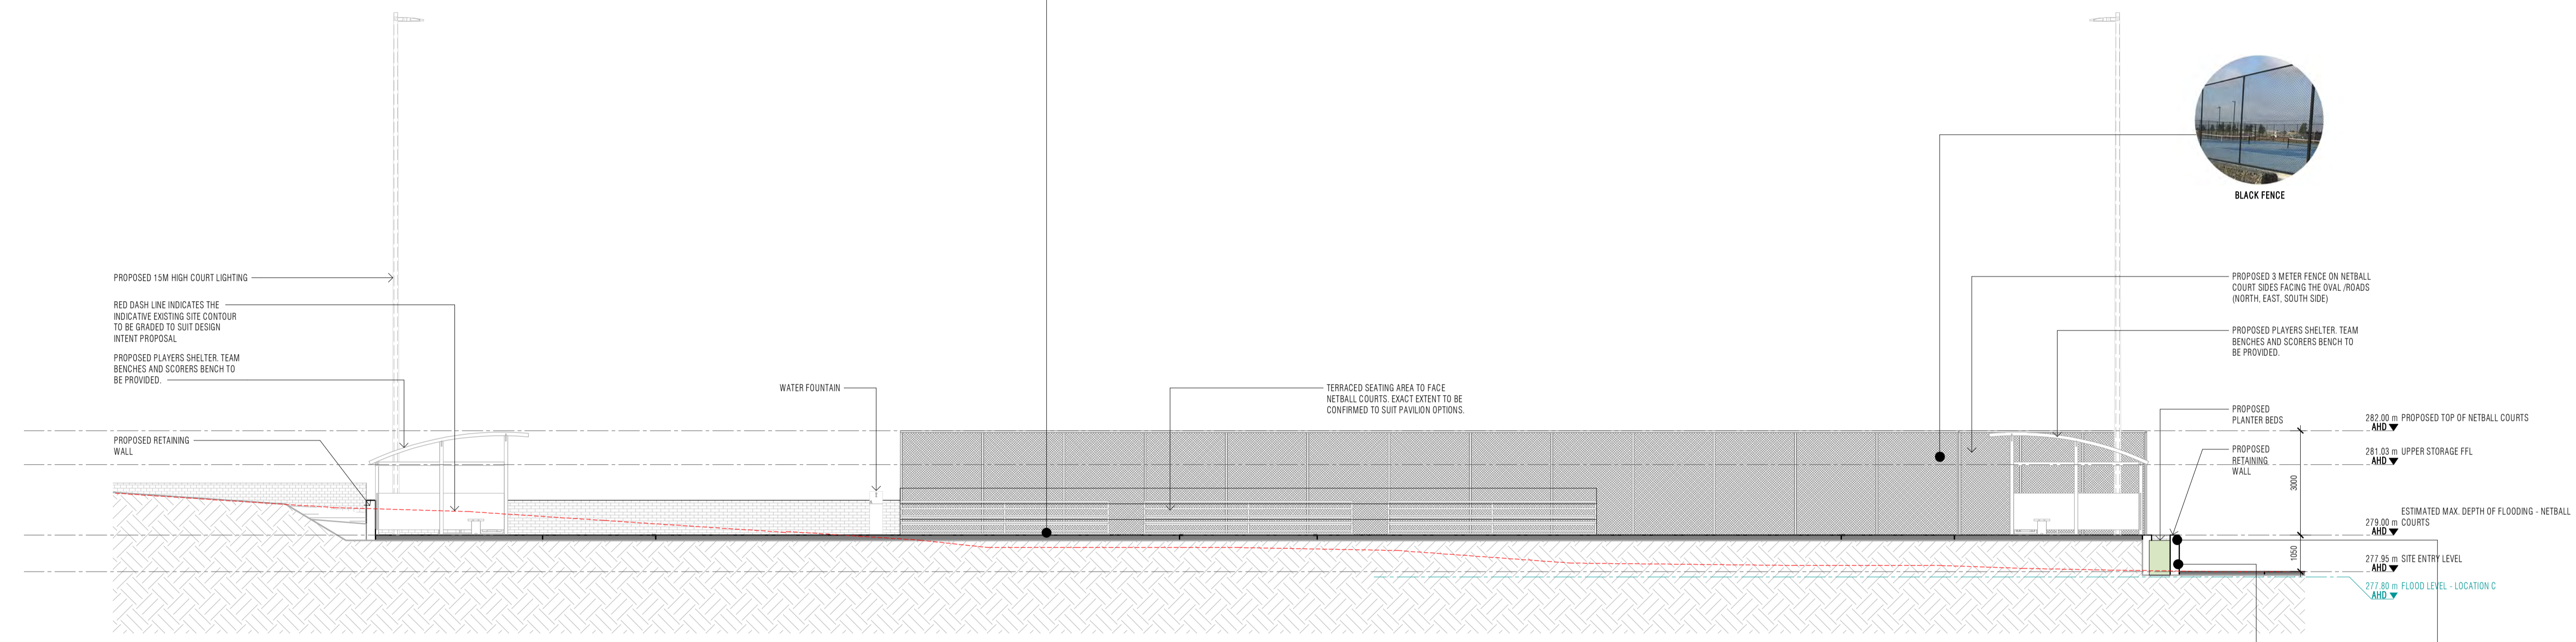 BLACK FENCE
PROPOSED 15M HIGH COURT LIGHTING
RED DASH LINE INDICATES THE
INDICATIVE EXISTING SITE CONTOUR
TO BE GRADED TO SUIT DESIGN
INTENT PROPOSAL
PROPOSED PLAYERS SHELTER. TEAM
BENCHES AND SCORERS BENCH TO
BE PROVIDED.
PROPOSED RETAINING
WALL
WATER FOUNTAIN
TERRACED SEATING AREA TO FACE
NETBALL COURTS. EXACT EXTENT TO BE
CONFIRMED TO SUIT PAVILION OPTIONS.
PROPOSED 3 METER FENCE ON NETBALL
COURT SIDES FACING THE OVAL /ROADS
(NORTH, EAST, SOUTH SIDE)
PROPOSED PLAYERS SHELTER. TEAM
BENCHES AND SCORERS BENCH TO
BE PROVIDED.
PROPOSED
PLANTER BEDS
PROPOSED
RETAINING
WALL
3000
1050
282.00 m PROPOSED TOP OF NETBALL COURTS
AHD
281.03 m UPPER STORAGE FFL
AHD
ESTIMATED MAX. DEPTH OF FLOODING - NETBALL
279.00 m COURTS
AHD
277.95 m SITE ENTRY LEVEL
AHD
277.80 m FLOOD LEVEL - LOCATION C
AHD